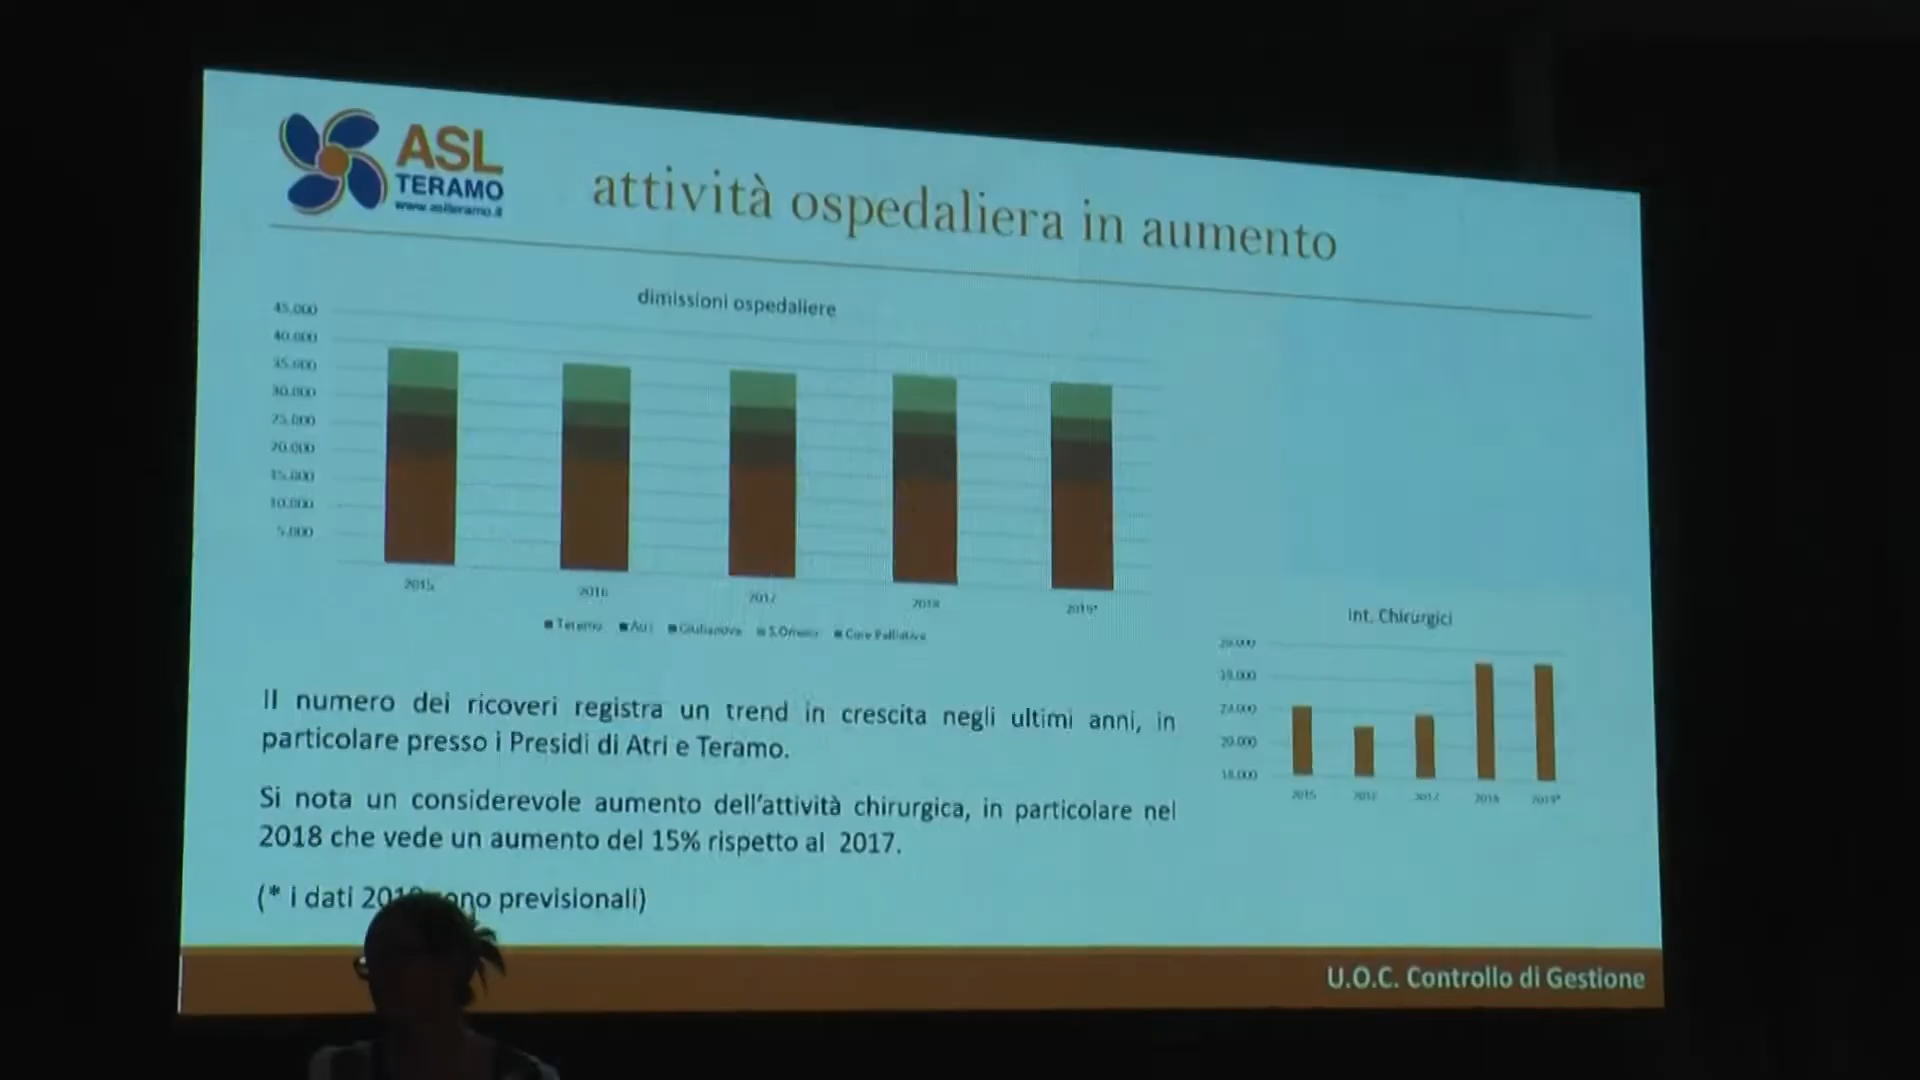 ASL
TERAMO
www.aslteramo.it
attività ospedaliera in aumento
dimissioni ospedaliere
45.000
40.000
35.000
30.000
25.000
20.000
15.000
10.000
5.000
2015
2016
2017
2018
2019*
Teramo Atri Giulianova S.Omero Cure Palliative
Int. Chirurgici
20.000
18.000
2015 2017 2018 2019*
Il numero dei ricoveri registra un trend in crescita negli ultimi anni, in
particolare presso i Presidi di Atri e Teramo.
Si nota un considerevole aumento dell'attività chirurgica, in particolare nel
2018 che vede un aumento del 15% rispetto al 2017.
(* i dati sono previsionali)
U.O.C. Controllo di Gestione